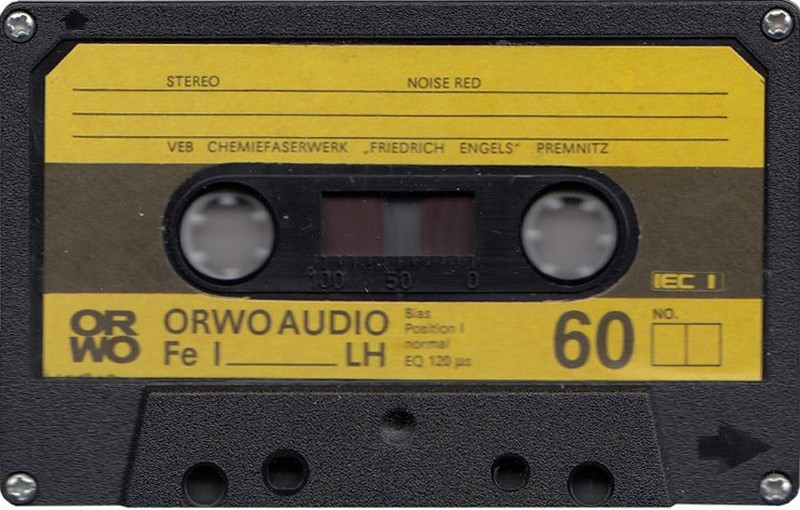 STEREO NOISE RED
VEB CHEMIEFASERWERK „FRIEDRICH ENGELS“ PREMNITZ
100 50 0
IEC I
OR
WO
ORWO AUDIO
Fe I LH
Bias
Position I
normal
EQ 120 µs
60
NO.